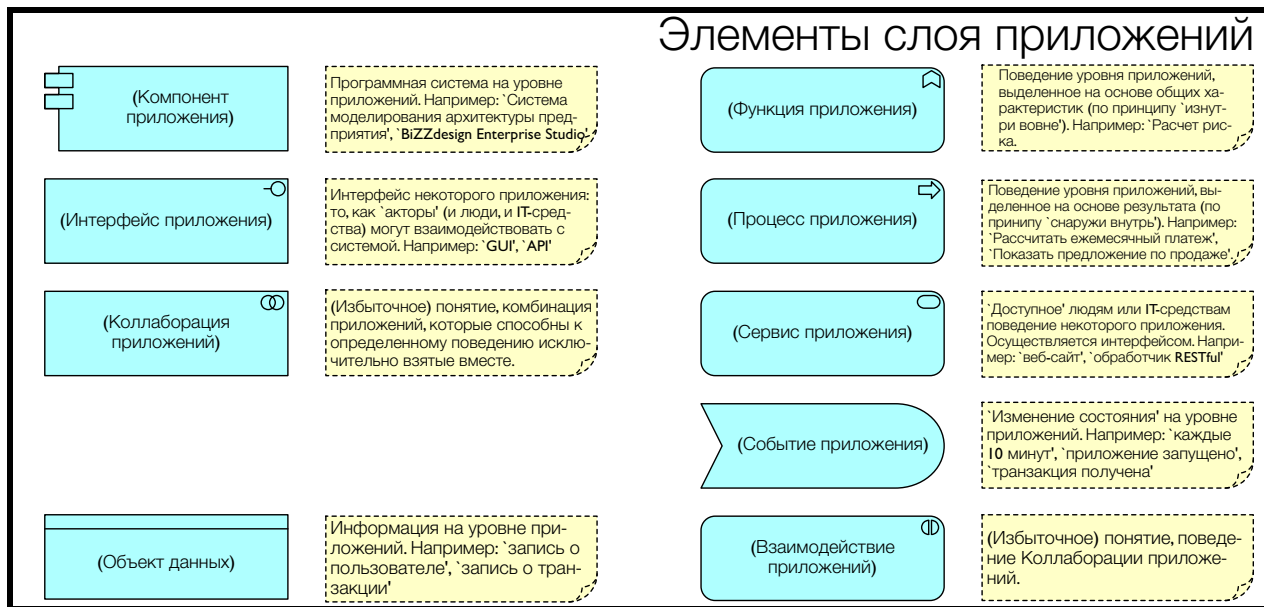 Элементы слоя приложений
(Компонент
приложения)
Программная система на уровне
приложений. Например: `Система
моделирования архитектуры пред-
приятия', `BiZZdesign Enterprise Studio'
(Функция приложения)
Поведение уровня приложений,
выделенное на основе общих ха-
рактеристик (по принципу `изнут-
ри вовне'). Например: `Расчет рис-
ка.
(Интерфейс приложения)
Интерфейс некоторого приложения:
то, как `акторы' (и люди, и IT-сред-
ства) могут взаимодействовать с
системой. Например: `GUI', `API'
(Процесс приложения)
Поведение уровня приложений, вы-
деленное на основе результата (по
принипу `снаружи внутрь'). Например:
`Рассчитать ежемесячный платеж',
`Показать предложение по продаже'.
(Коллаборация
приложений)
(Избыточное) понятие, комбинация
приложений, которые способны к
определенному поведению исклю-
чительно взятые вместе.
(Сервис приложения)
`Доступное' людям или IT-средствам
поведение некоторого приложения.
Осуществляется интерфейсом. Напри-
мер: `веб-сайт', `обработчик RESTful'
(Событие приложения)
`Изменение состояния' на уровне
приложений. Например: `каждые
10 минут', `приложение запущено',
`транзакция получена'
(Объект данных)
Информация на уровне при-
ложений. Например: `запись о
пользователе', `запись о тран-
закции'
(Взаимодействие
приложений)
(Избыточное) понятие, поведе-
ние Коллаборации приложе-
ний.